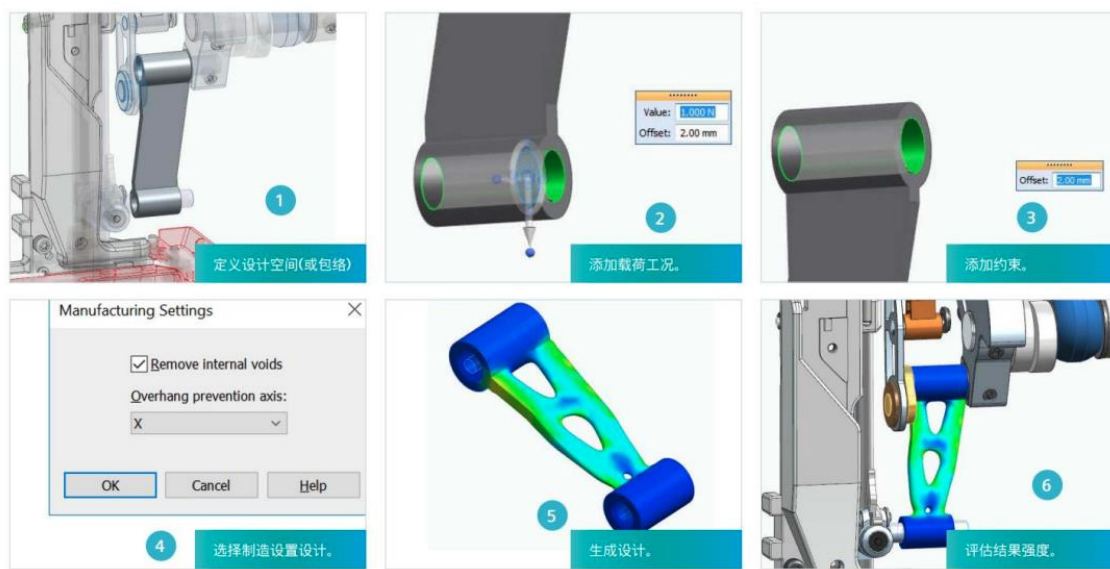 1
定义设计空间(或包络)
Value: 1.000 N
Offset: 2.00 mm
2
添加载荷工况。
Offset: 2.00 mm
3
添加约束。
Manufacturing Settings
Remove internal voids
Overhang prevention axis:
X
OK Cancel Help
4
选择制造设置设计。
5
生成设计。
6
评估结果强度。